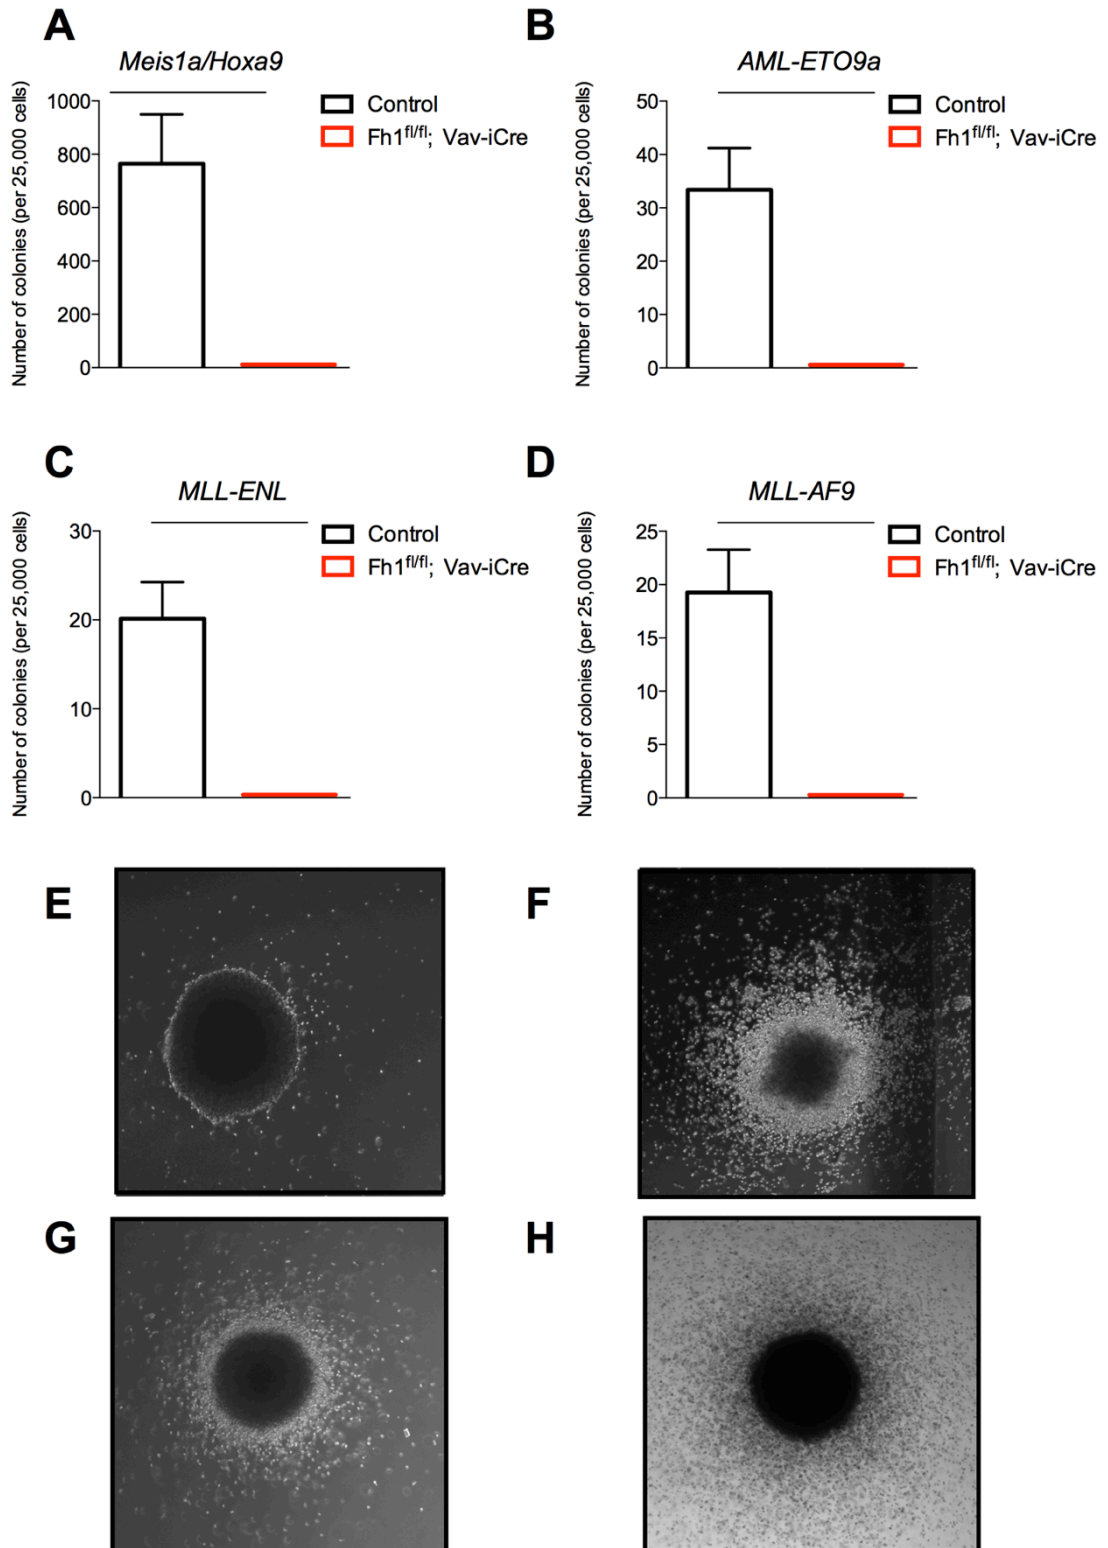 A
Meis1a/Hoxa9
Number of colonies (per 25,000 cells)
1000
800
600
400
200
0
Control
Fh1fl/fl; Vav-iCre
B
AML-ETO9a
Number of colonies (per 25,000 cells)
50
40
30
20
10
0
Control
Fh1fl/fl; Vav-iCre
C
MLL-ENL
Number of colonies (per 25,000 cells)
30
20
10
0
Control
Fh1fl/fl; Vav-iCre
D
MLL-AF9
Number of colonies (per 25,000 cells)
25
20
15
10
5
0
Control
Fh1fl/fl; Vav-iCre
E
F
G
H